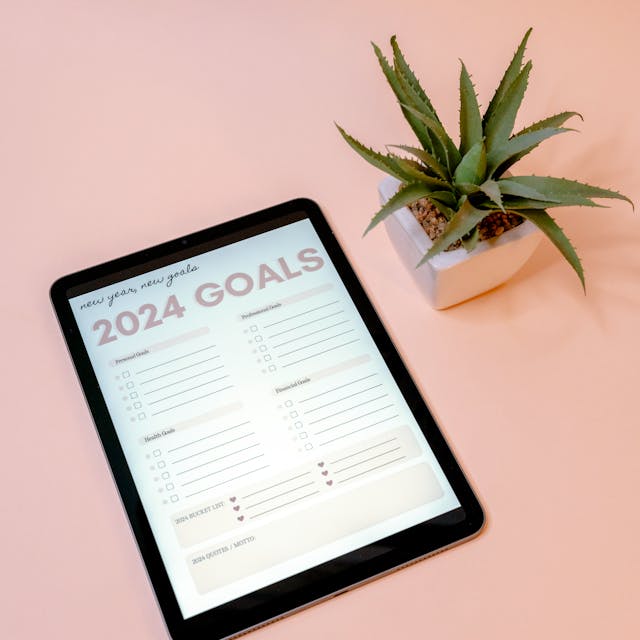 new year, new goals
2024 GOALS
Personal Goals
Professional Goals
Health Goals
Financial Goals
2024 BUCKET LIST:
2024 QUOTES / MOTTO: